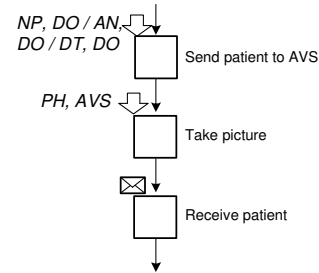 NP, DO / AN,
DO / DT, DO
Send patient to AVS
PH, AVS
Take picture
Receive patient